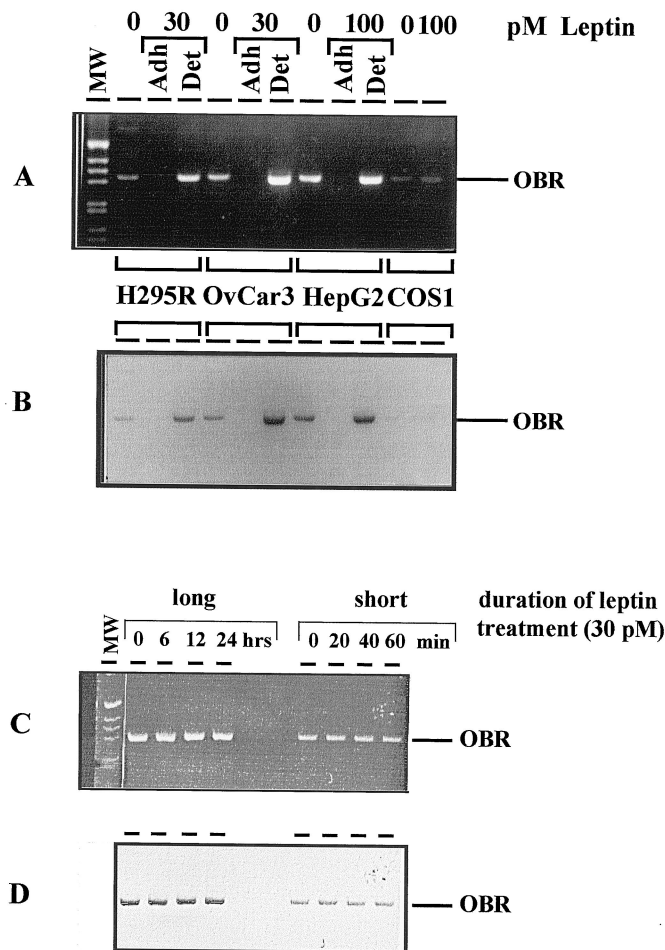 0 30 0 30 0 100 0 100 pM Leptin
MW Adh Det Adh Det Adh Det
A
OBR
H295R OvCar3 HepG2 COS1
B
OBR
long short duration of leptin
treatment (30 pM)
MW 0 6 12 24 hrs 0 20 40 60 min
C
OBR
D
OBR